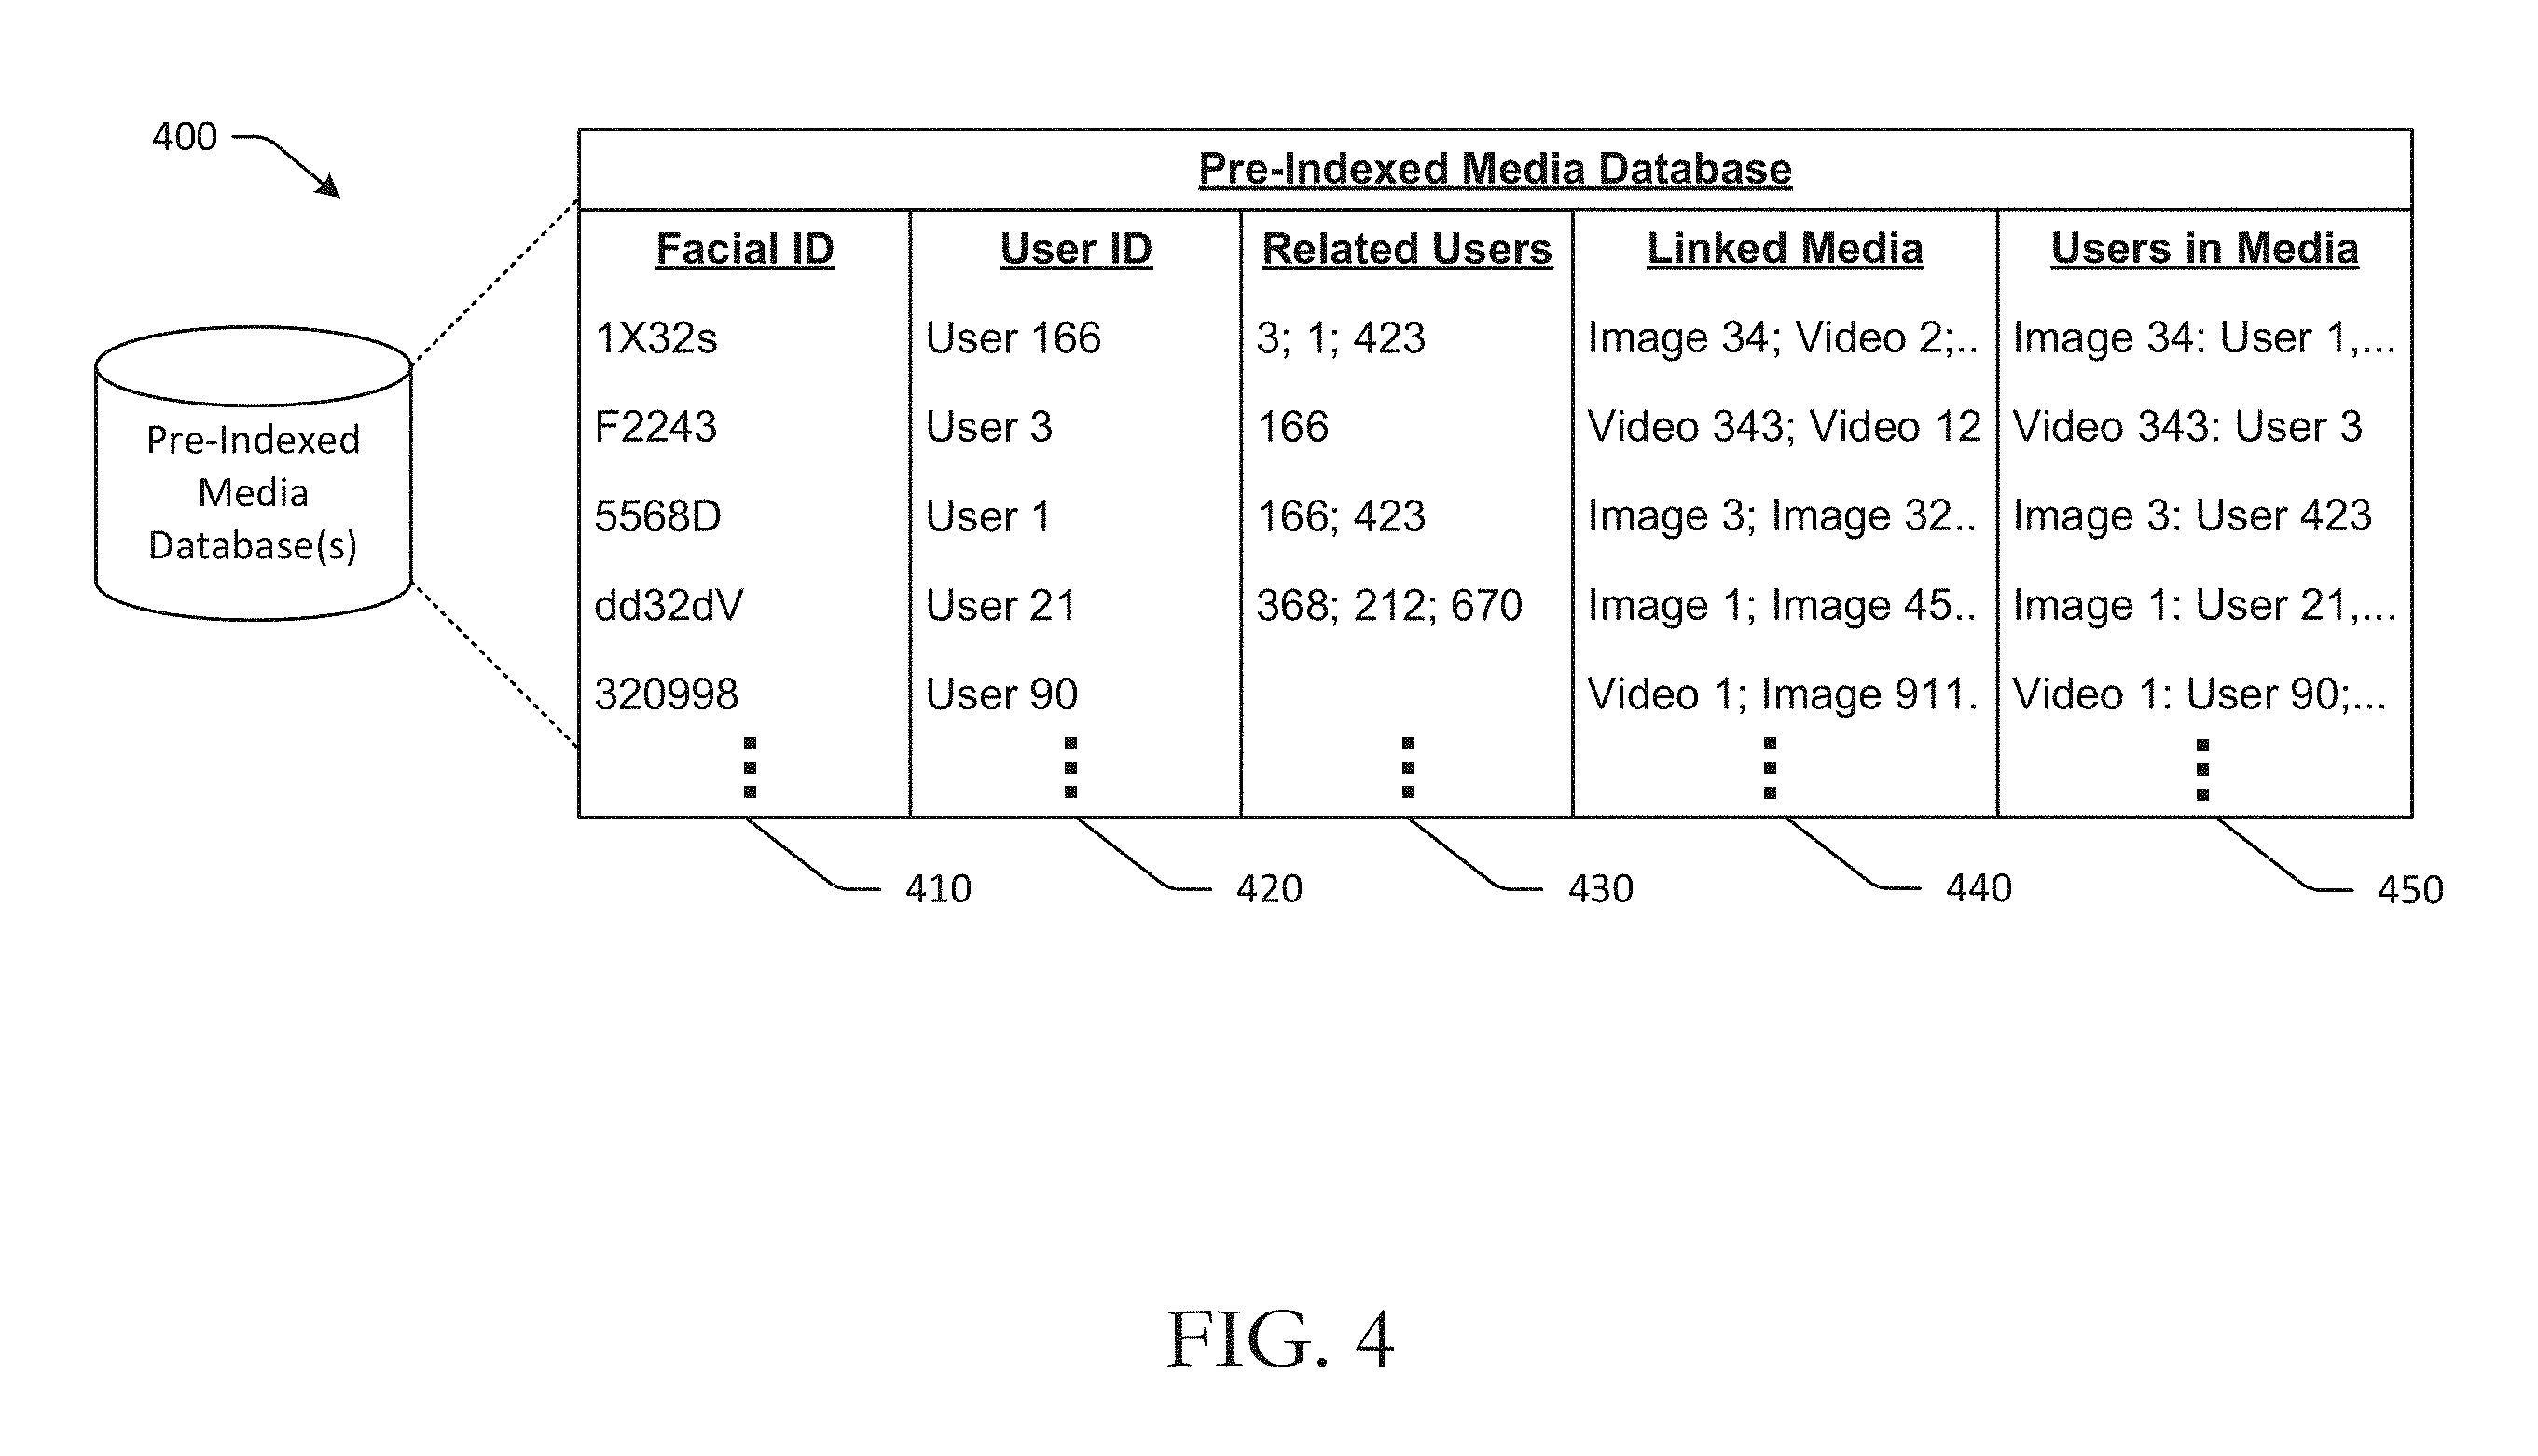 400
Pre-Indexed Media Database
Facial ID User ID Related Users Linked Media Users in Media
1X32s User 166 3; 1; 423 Image 34; Video 2;.. Image 34: User 1,...
F2243 User 3 166 Video 343; Video 12 Video 343: User 3
5568D User 1 166; 423 Image 3; Image 32.. Image 3: User 423
dd32dV User 21 368; 212; 670 Image 1; Image 45.. Image 1: User 21,...
320998 User 90 Video 1; Image 911. Video 1: User 90;...
Pre-Indexed
Media
Database(s)
410 420 430 440 450
FIG. 4